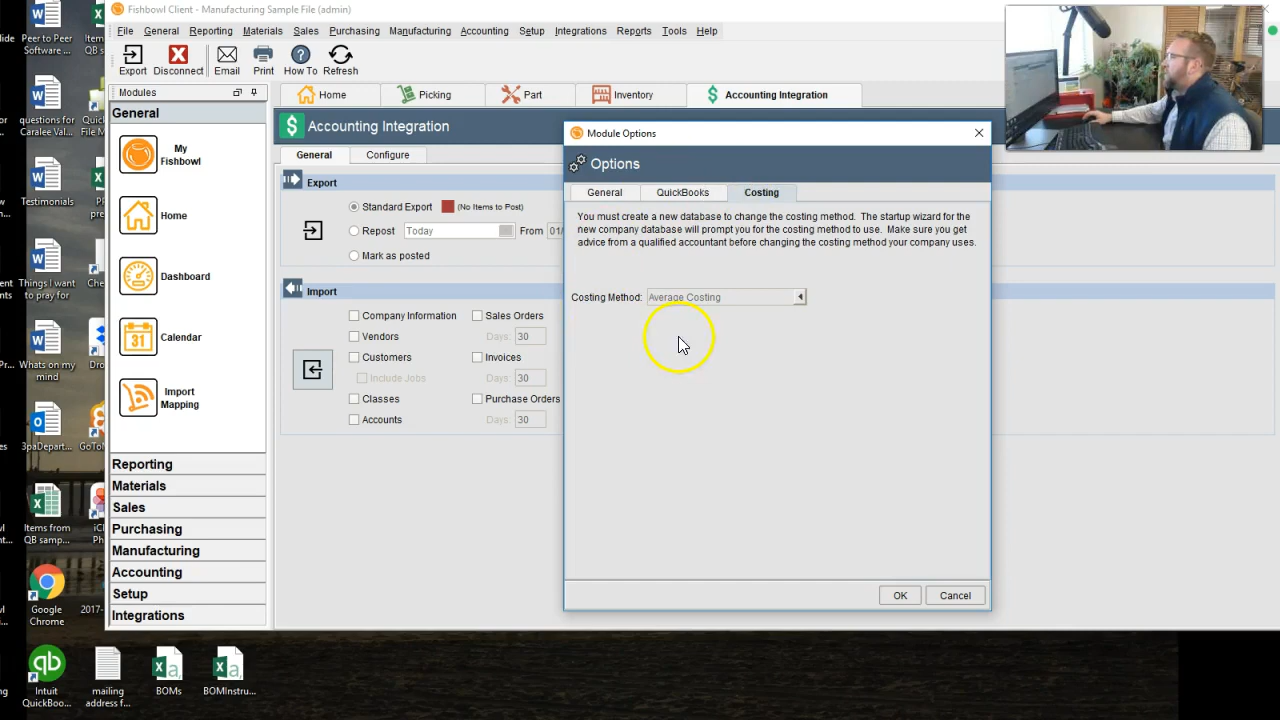 Fishbowl Client - Manufacturing Sample File (admin)
File General Reporting Materials Sales Purchasing Manufacturing Accounting Setup Integrations Reports Tools Help
Export Disconnect Email Print How To Refresh
Modules
Home Picking Part Inventory Accounting Integration
General
My
Fishbowl
Home
Dashboard
Calendar
Import
Mapping
Reporting
Materials
Sales
Purchasing
Manufacturing
Accounting
Setup
Integrations
Accounting Integration
General Configure
Export
Standard Export (No Items to Post)
Repost Today From 01/
Mark as posted
Import
Company Information Sales Orders
Vendors Days: 30
Customers Invoices
Include Jobs Days: 30
Classes Purchase Orders
Accounts Days: 30
Module Options
Options
General QuickBooks Costing
You must create a new database to change the costing method. The startup wizard for the
new company database will prompt you for the costing method to use. Make sure you get
advice from a qualified accountant before changing the costing method your company uses.
Costing Method: Average Costing
OK Cancel
Peer to Peer
Software ...
questions for
Caralee Val...
Testimonials
Things I want
to pray for
Whats on my
mind
3paDepart...
Items from
QB samp...
Google
Chrome
2017-
Intuit
QuickBoo...
mailing
address f...
BOMs
BOMInstru...